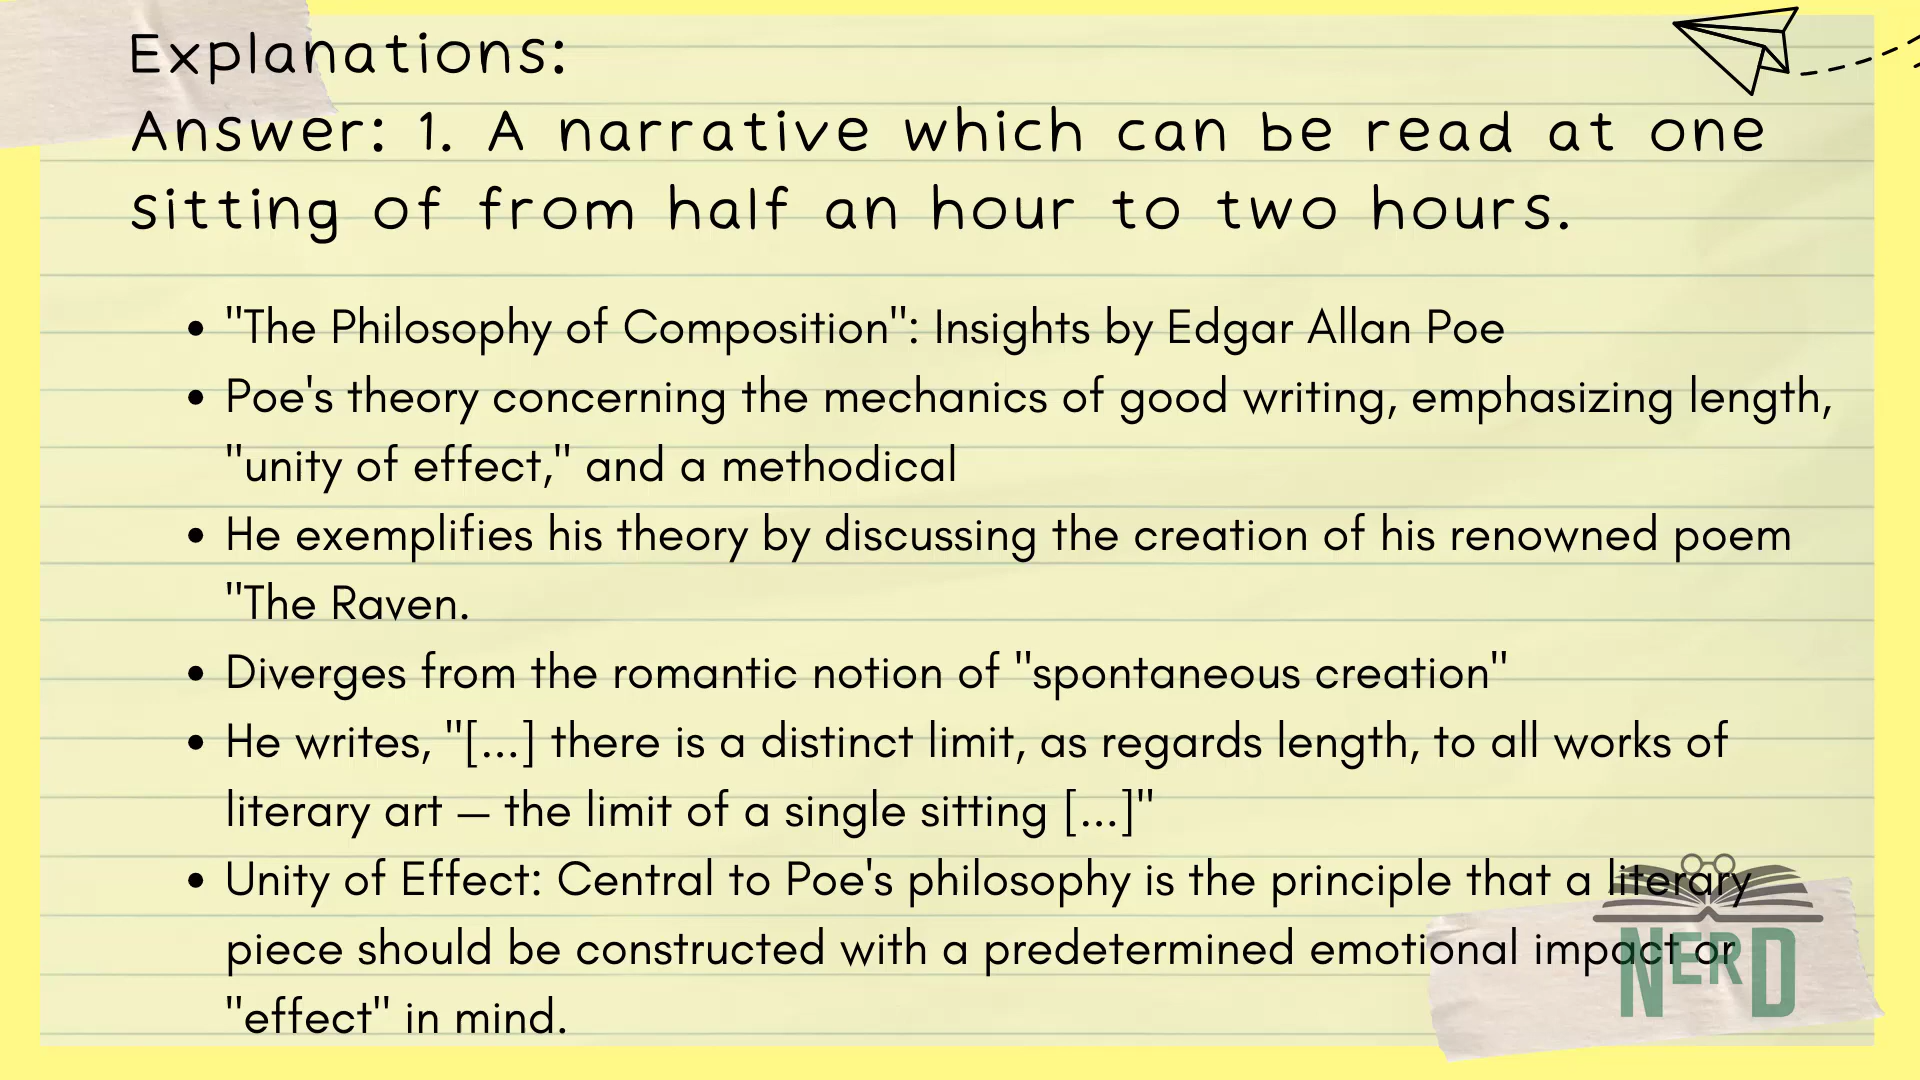 Explanations:
Answer: 1. A narrative which can be read at one
sitting of from half an hour to two hours.
• "The Philosophy of Composition": Insights by Edgar Allan Poe
• Poe's theory concerning the mechanics of good writing, emphasizing length,
"unity of effect," and a methodical
• He exemplifies his theory by discussing the creation of his renowned poem
"The Raven.
• Diverges from the romantic notion of "spontaneous creation"
• He writes, "[...] there is a distinct limit, as regards length, to all works of
literary art — the limit of a single sitting [...]"
• Unity of Effect: Central to Poe's philosophy is the principle that a literary
piece should be constructed with a predetermined emotional impact or
"effect" in mind.
NERD